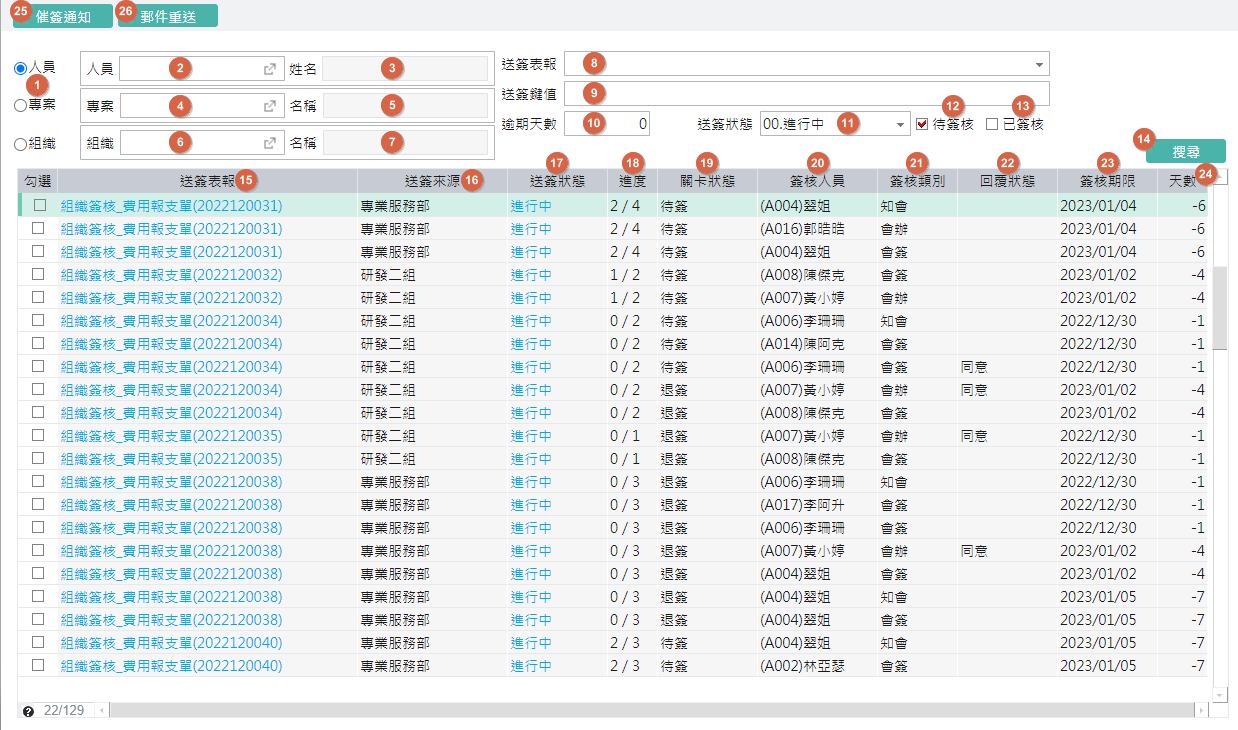 25 催簽通知 26 郵件重送
人員 人員 2 姓名 3 送簽表報 8
1
專案 專案 4 名稱 5 送簽鍵值 9
組織 組織 6 名稱 7 逾期天數 10 0 送簽狀態 00.進行中 11 12 待簽核 13 已簽核
14 搜尋
勾選 送簽表報 15 送簽來源 16 送簽狀態 17 進度 18 關卡狀態 19 簽核人員 20 簽核類別 21 回覆狀態 22 簽核期限 23 天數 24
組織簽核_費用報支單(2022120031) 專業服務部 進行中 2 / 4 待簽 (A004)翌姐 知會 2023/01/04 -6
組織簽核_費用報支單(2022120031) 專業服務部 進行中 2 / 4 待簽 (A016)郭晧晧 會辦 2023/01/04 -6
組織簽核_費用報支單(2022120031) 專業服務部 進行中 2 / 4 待簽 (A004)翌姐 會簽 2023/01/04 -6
組織簽核_費用報支單(2022120032) 研發二組 進行中 1 / 2 待簽 (A008)陳傑克 會簽 2023/01/02 -4
組織簽核_費用報支單(2022120032) 研發二組 進行中 1 / 2 待簽 (A007)黃小婷 會辦 2023/01/02 -4
組織簽核_費用報支單(2022120034) 研發二組 進行中 0 / 2 待簽 (A006)李珊珊 知會 2022/12/30 -1
組織簽核_費用報支單(2022120034) 研發二組 進行中 0 / 2 待簽 (A014)陳阿克 會簽 2022/12/30 -1
組織簽核_費用報支單(2022120034) 研發二組 進行中 0 / 2 待簽 (A006)李珊珊 會簽 同意 2022/12/30 -1
組織簽核_費用報支單(2022120034) 研發二組 進行中 0 / 2 退簽 (A007)黃小婷 會辦 同意 2023/01/02 -4
組織簽核_費用報支單(2022120034) 研發二組 進行中 0 / 2 退簽 (A008)陳傑克 會簽 2023/01/02 -4
組織簽核_費用報支單(2022120035) 研發二組 進行中 0 / 1 退簽 (A007)黃小婷 會辦 同意 2022/12/30 -1
組織簽核_費用報支單(2022120035) 研發二組 進行中 0 / 1 退簽 (A008)陳傑克 會簽 2022/12/30 -1
組織簽核_費用報支單(2022120038) 專業服務部 進行中 0 / 3 退簽 (A006)李珊珊 知會 2022/12/30 -1
組織簽核_費用報支單(2022120038) 專業服務部 進行中 0 / 3 退簽 (A017)李阿升 會簽 2022/12/30 -1
組織簽核_費用報支單(2022120038) 專業服務部 進行中 0 / 3 退簽 (A006)李珊珊 會簽 2022/12/30 -1
組織簽核_費用報支單(2022120038) 專業服務部 進行中 0 / 3 退簽 (A007)黃小婷 會辦 同意 2023/01/02 -4
組織簽核_費用報支單(2022120038) 專業服務部 進行中 0 / 3 退簽 (A004)翌姐 會簽 2023/01/02 -4
組織簽核_費用報支單(2022120038) 專業服務部 進行中 0 / 3 退簽 (A004)翌姐 知會 2023/01/05 -7
組織簽核_費用報支單(2022120038) 專業服務部 進行中 0 / 3 退簽 (A004)翌姐 會簽 2023/01/05 -7
組織簽核_費用報支單(2022120040) 專業服務部 進行中 2 / 3 待簽 (A004)翌姐 知會 2023/01/05 -7
組織簽核_費用報支單(2022120040) 專業服務部 進行中 2 / 3 待簽 (A002)林亞瑟 會簽 2023/01/05 -7
22/129